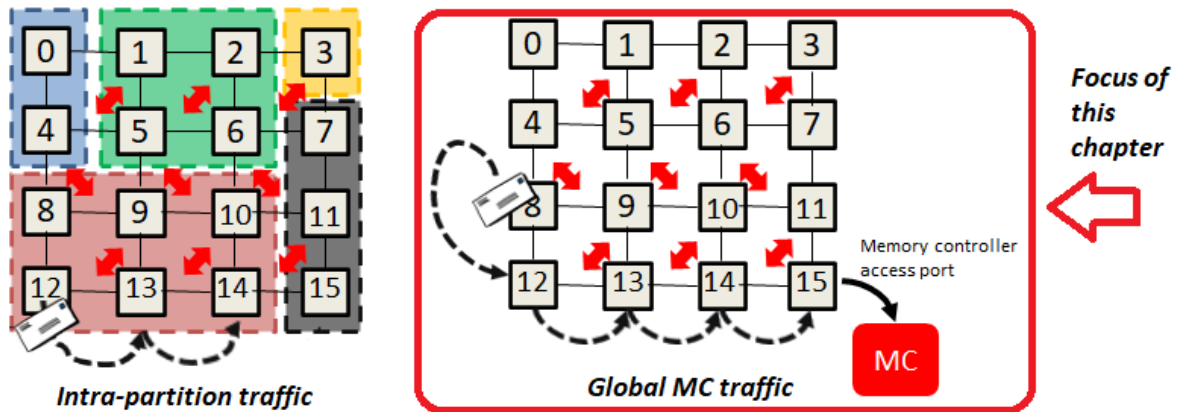 0 1 2 3
4 5 6 7
8 9 10 11
12 13 14 15
Intra-partition traffic
0 1 2 3
4 5 6 7
8 9 10 11
12 13 14 15
Memory controller
access port
MC
Global MC traffic
Focus of
this
chapter